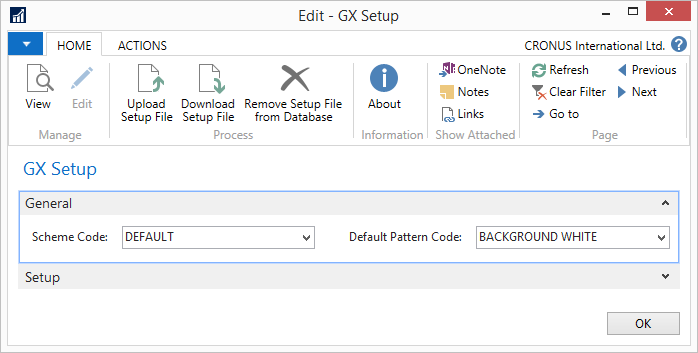 Edit - GX Setup
HOME ACTIONS CRONUS International Ltd. ?
View Edit
Manage
Upload Setup File
Download Setup File
Remove Setup File from Database
Process
About
Information
OneNote
Notes
Links
Show Attached
Refresh
Clear Filter
Go to
Previous
Next
Page
GX Setup
General
Scheme Code: DEFAULT Default Pattern Code: BACKGROUND WHITE
Setup
OK